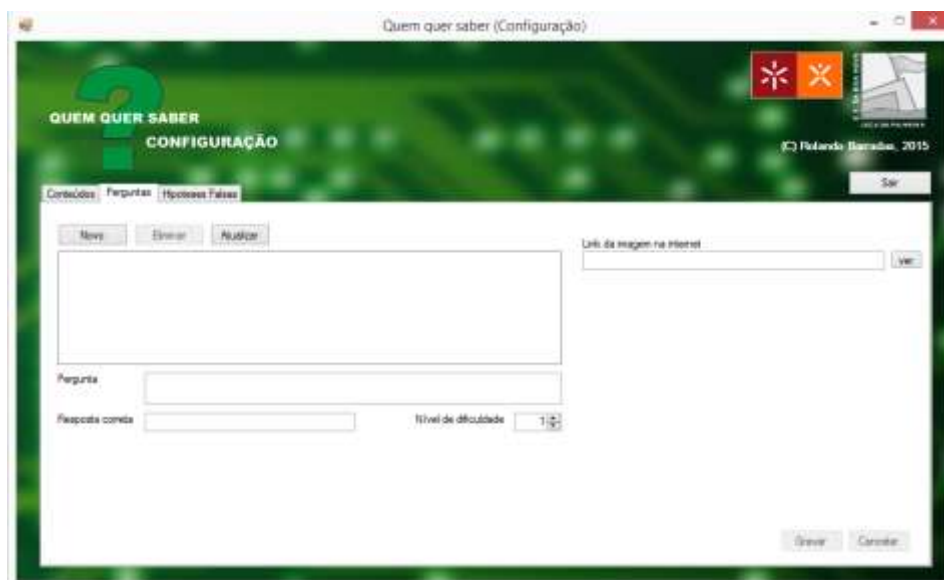 Quem quer saber (Configuração)
QUEM QUER SABER
CONFIGURAÇÃO
(C) Rolando Barradas, 2015
Sair
Conteúdos Perguntas Hipóteses Falsas
Novo Eliminar Atualizar
Link da imagem na internet
ver
Pergunta
Resposta correta
Nível de dificuldade 1
Gravar Cancelar